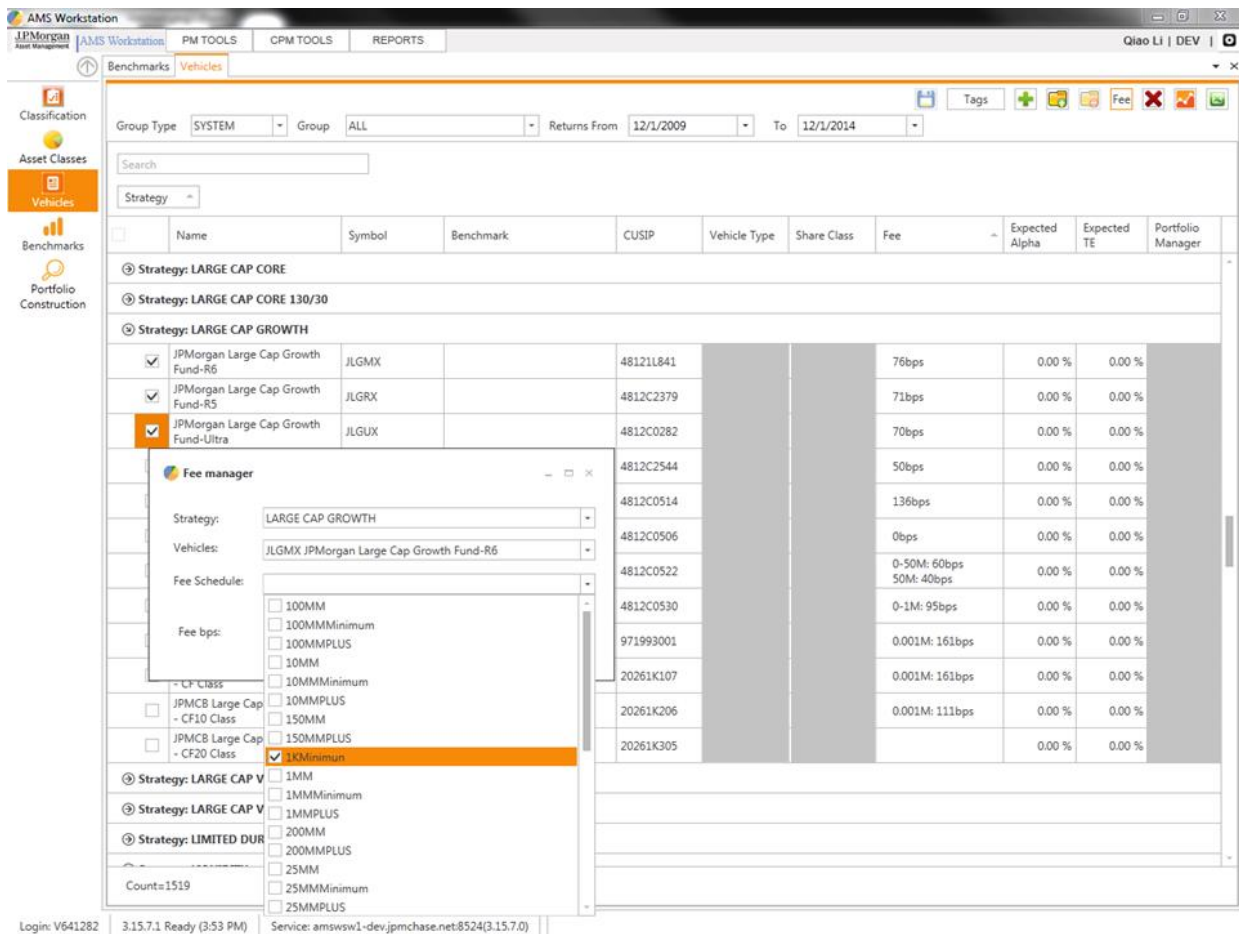 AMS Workstation
J.P.Morgan
Asset Management
AMS Workstation
PM TOOLS
CPM TOOLS
REPORTS
Qiao Li | DEV |
Benchmarks
Vehicles
Classification
Asset Classes
Vehicles
Benchmarks
Portfolio
Construction
Tags
Fee
Group Type SYSTEM Group ALL Returns From 12/1/2009 To 12/1/2014
Search
Strategy
Name Symbol Benchmark CUSIP Vehicle Type Share Class Fee Expected Alpha Expected TE Portfolio Manager
Strategy: LARGE CAP CORE
Strategy: LARGE CAP CORE 130/30
Strategy: LARGE CAP GROWTH
JPMorgan Large Cap Growth Fund-R6 JLGMX 48121L841 76bps 0.00 % 0.00 %
JPMorgan Large Cap Growth Fund-R5 JLGRX 4812C2379 71bps 0.00 % 0.00 %
JPMorgan Large Cap Growth Fund-Ultra JLGUX 4812C0282 70bps 0.00 % 0.00 %
4812C2544 50bps 0.00 % 0.00 %
4812C0514 136bps 0.00 % 0.00 %
4812C0506 0bps 0.00 % 0.00 %
4812C0522 0-50M: 60bps 50M: 40bps 0.00 % 0.00 %
4812C0530 0-1M: 95bps 0.00 % 0.00 %
971993001 0.001M: 161bps 0.00 % 0.00 %
- CF Class 20261K107 0.001M: 161bps 0.00 % 0.00 %
JPMCB Large Cap - CF10 Class 20261K206 0.001M: 111bps 0.00 % 0.00 %
JPMCB Large Cap - CF20 Class 20261K305 0.00 % 0.00 %
Strategy: LARGE CAP V
Strategy: LARGE CAP V
Strategy: LIMITED DUR
Count=1519
Fee manager
Strategy: LARGE CAP GROWTH
Vehicles: JLGMX JPMorgan Large Cap Growth Fund-R6
Fee Schedule:
Fee bps:
100MM
100MMMinimum
100MMPLUS
10MM
10MMMinimum
10MMPLUS
150MM
150MMPLUS
1KMinimun
1MM
1MMMinimum
1MMPLUS
200MM
200MMPLUS
25MM
25MMMinimum
25MMPLUS
Login: V641282
3.15.7.1 Ready (3:53 PM)
Service: amswsw1-dev.jpmchase.net:8524(3.15.7.0)